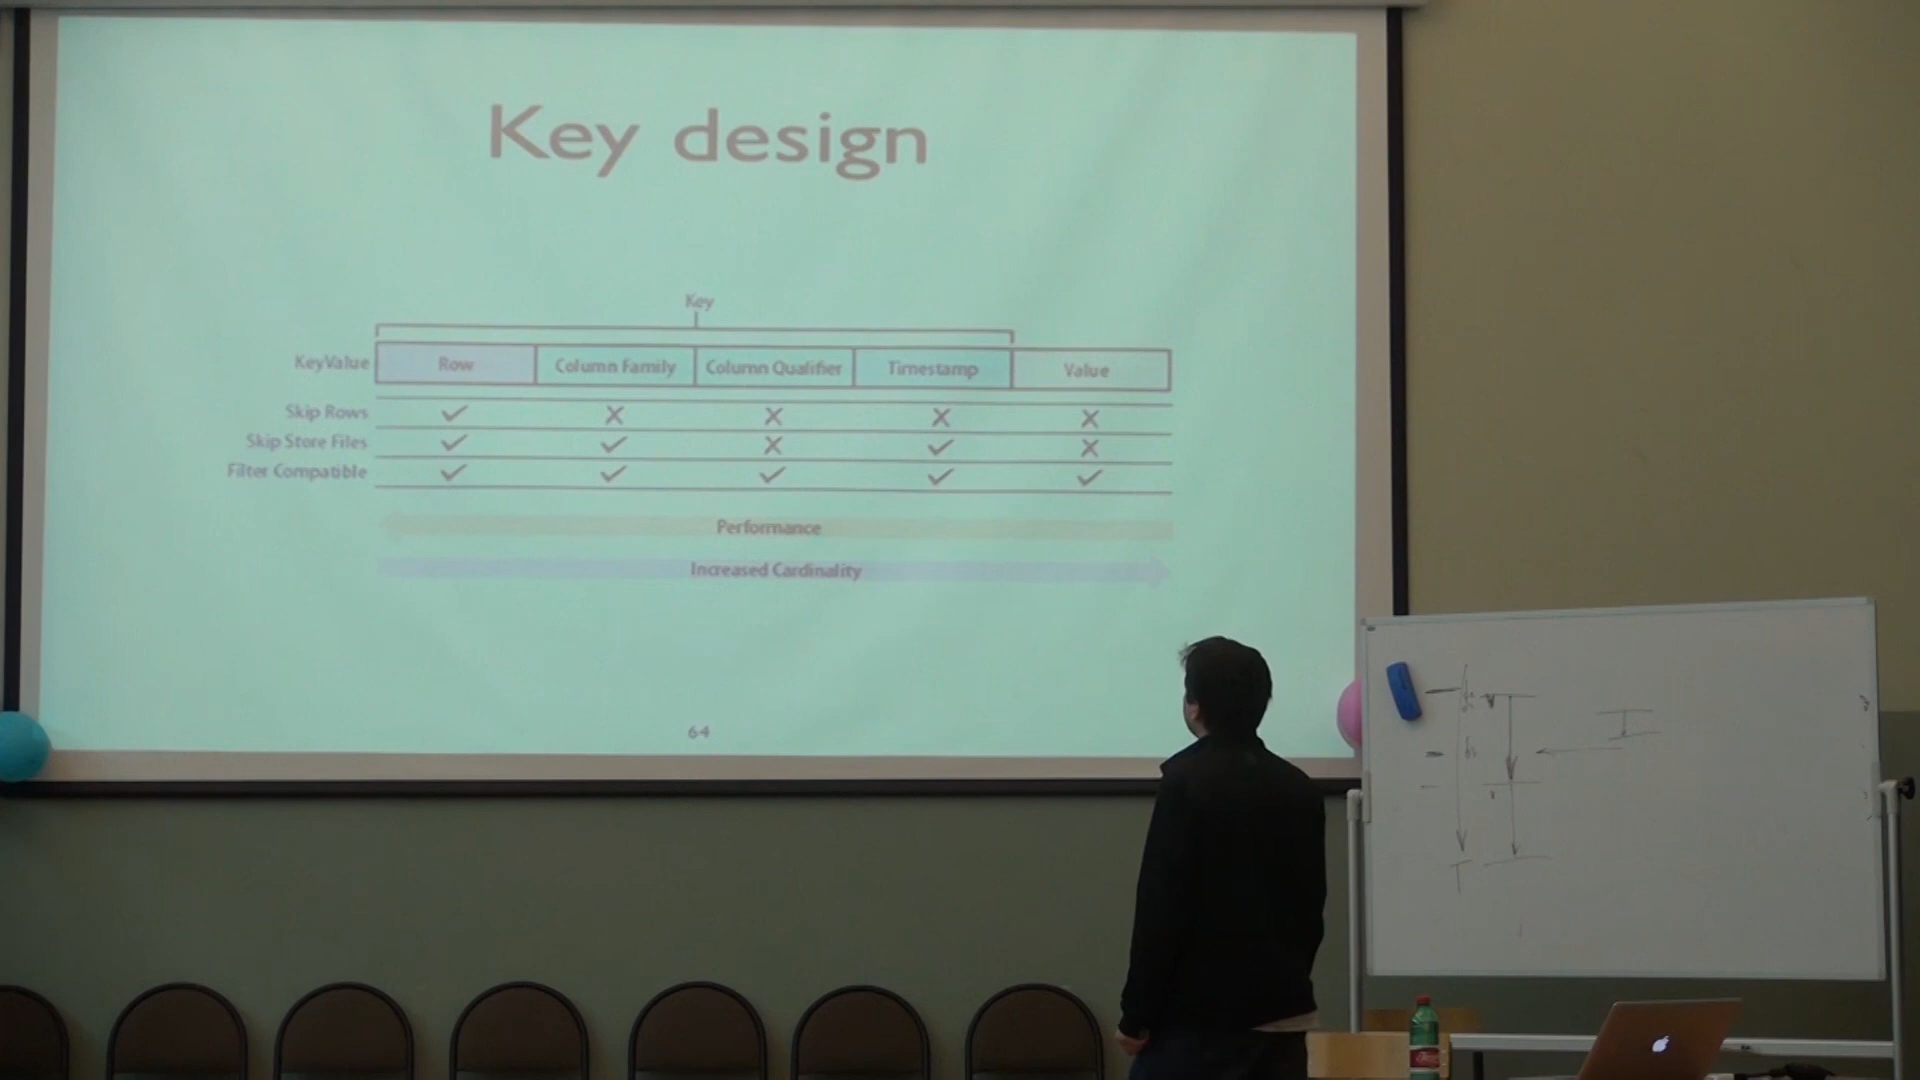 Key design
Key
KeyValue Row Column Family Column Qualifier Timestamp Value
Skip Rows
Skip Store Files
Filter Compatible
Performance
Increased Cardinality
64